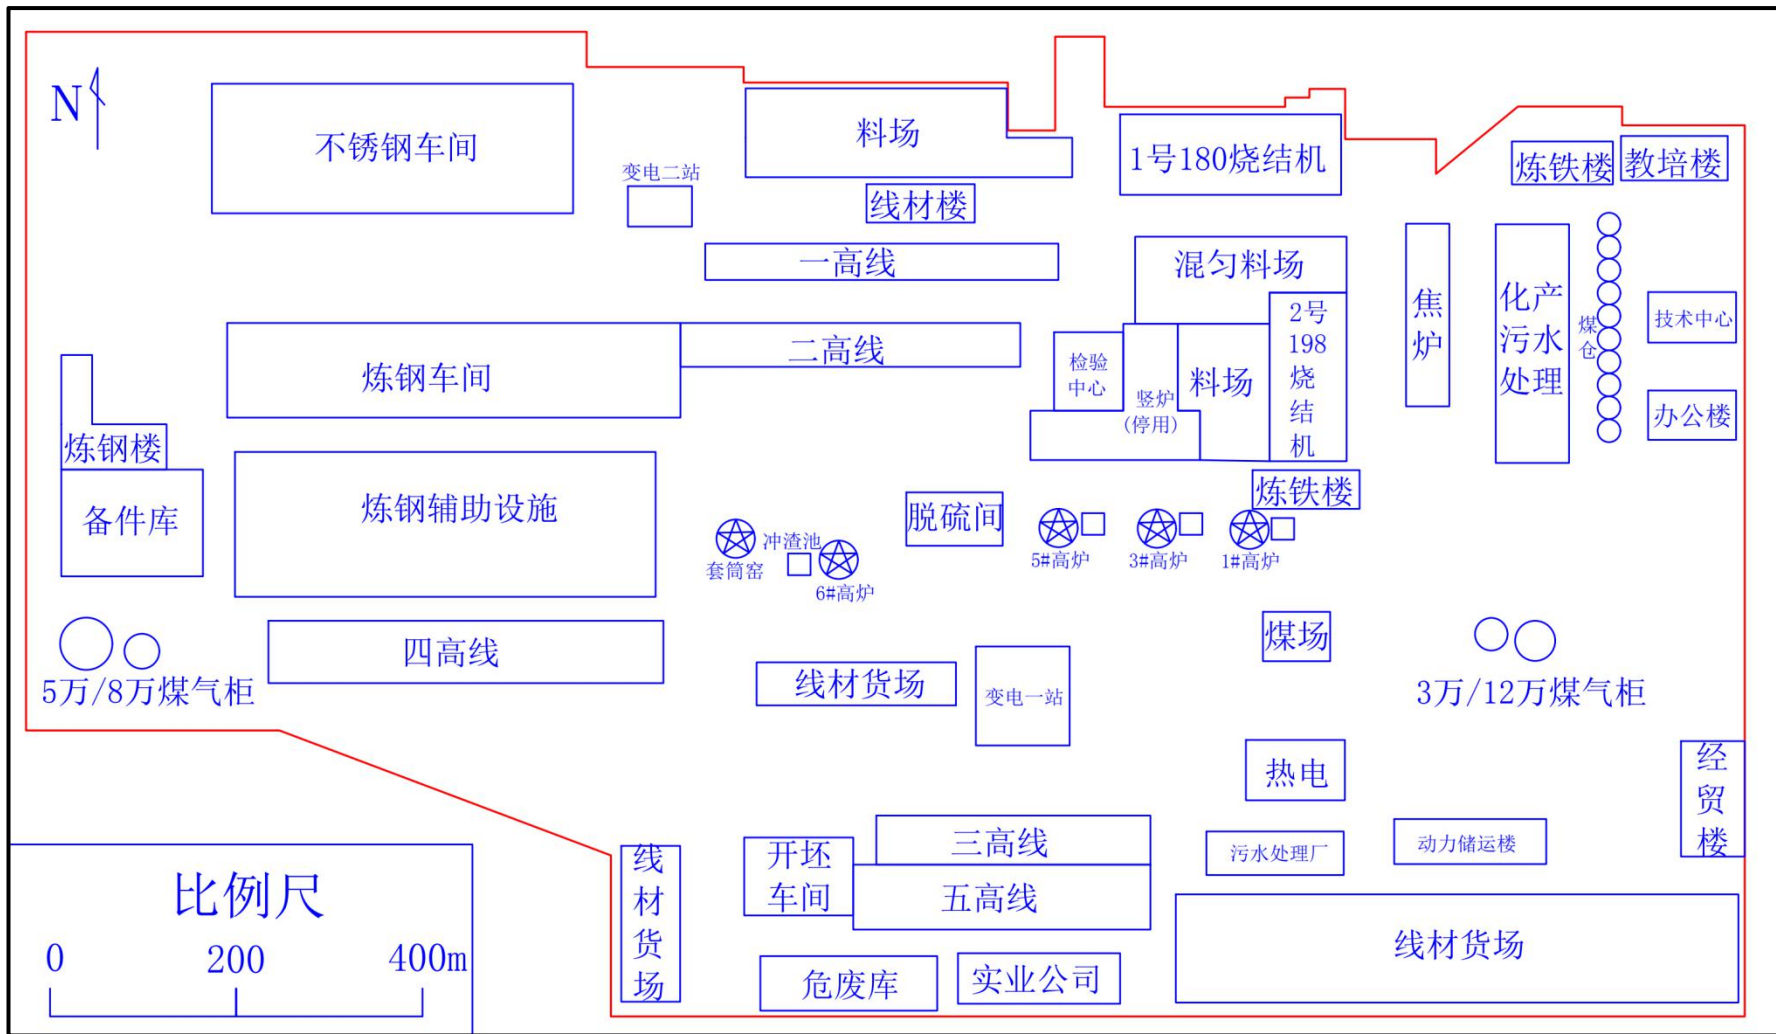 N
不锈钢车间
变电二站
料场
线材楼
1号180烧结机
炼铁楼
教培楼
一高线
混匀料场
2号
198
烧
结
机
焦
炉
化产
污水
处理
煤
仓
技术中心
办公楼
炼钢车间
二高线
检验
中心
竖炉
(停用)
料场
炼钢楼
备件库
炼钢辅助设施
套筒窑
冲渣池
6#高炉
脱硫间
5#高炉
3#高炉
1#高炉
炼铁楼
5万/8万煤气柜
四高线
线材货场
变电一站
煤场
3万/12万煤气柜
热电
经
贸
楼
线
材
货
场
开坯
车间
三高线
五高线
污水处理厂
动力储运楼
线材货场
危废库
实业公司
比例尺
0
200
400m